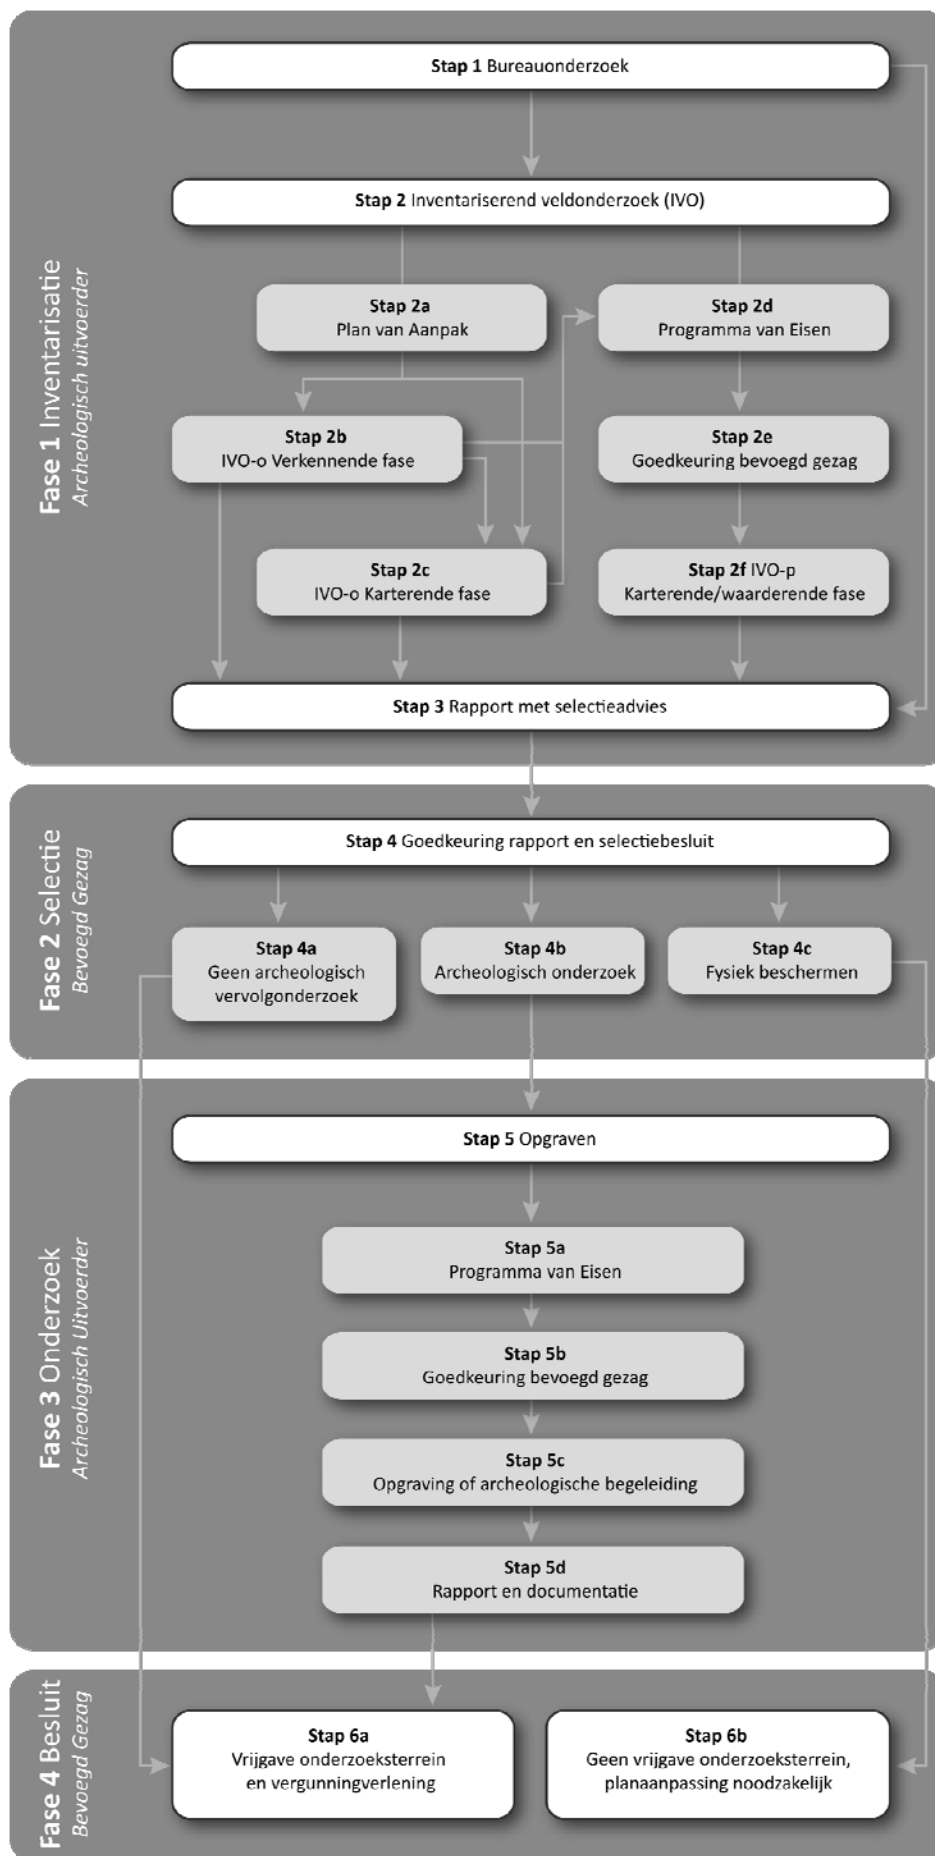 Fase 1 Inventarisatie
Archeologisch uitvoerder
Stap 1 Bureauonderzoek
Stap 2 Inventariserend veldonderzoek (IVO)
Stap 2a
Plan van Aanpak
Stap 2d
Programma van Eisen
Stap 2b
IVO-o Verkennende fase
Stap 2e
Goedkeuring bevoegd gezag
Stap 2c
IVO-o Karterende fase
Stap 2f IVO-p
Karterende/waarderende fase
Stap 3 Rapport met selectieadvies
Fase 2 Selectie
Bevoegd Gezag
Stap 4 Goedkeuring rapport en selectiebesluit
Stap 4a
Geen archeologisch
vervolgonderzoek
Stap 4b
Archeologisch onderzoek
Stap 4c
Fysiek beschermen
Fase 3 Onderzoek
Archeologisch Uitvoerder
Stap 5 Opgraven
Stap 5a
Programma van Eisen
Stap 5b
Goedkeuring bevoegd gezag
Stap 5c
Opgraving of archeologische begeleiding
Stap 5d
Rapport en documentatie
Fase 4 Besluit
Bevoegd Gezag
Stap 6a
Vrijgave onderzoeksterrein
en vergunningverlening
Stap 6b
Geen vrijgave onderzoeksterrein,
planaanpassing noodzakelijk